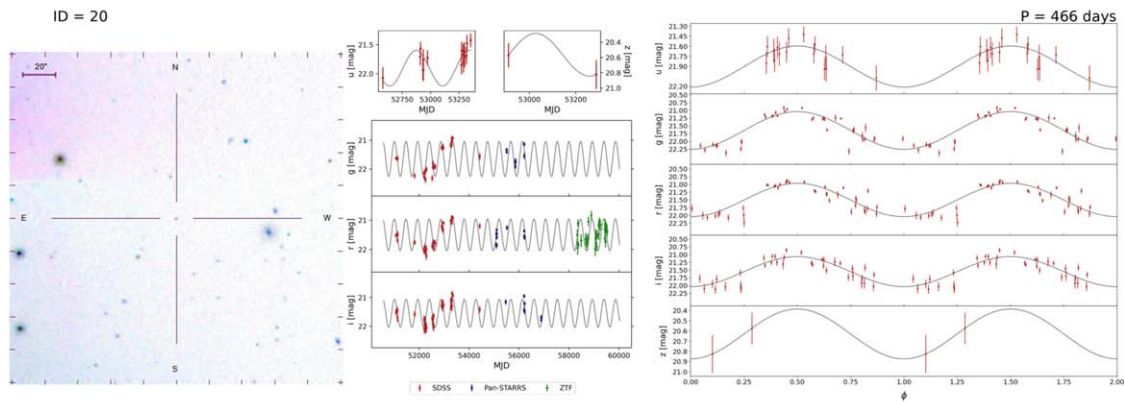 ID = 20
P = 466 days
20"
N
E
W
S
u [mag]
21.5
22.0
52750 53000 53250
MJD
z [mag]
20.4
20.6
20.8
21.0
53000 53200
MJD
g [mag]
21
22
r [mag]
21
22
i [mag]
21
22
52000 54000 56000 58000 60000
MJD
SDSS Pan-STARRS ZTF
u [mag]
21.30
21.60
21.90
22.20
g [mag]
20.50
20.75
21.00
21.25
21.50
21.75
22.00
22.25
r [mag]
20.50
20.75
21.00
21.25
21.50
21.75
22.00
22.25
i [mag]
20.50
20.75
21.00
21.25
21.50
21.75
22.00
22.25
z [mag]
20.4
20.5
20.6
20.7
20.8
20.9
21.0
0.00 0.25 0.50 0.75 1.00 1.25 1.50 1.75 2.00
ϕ